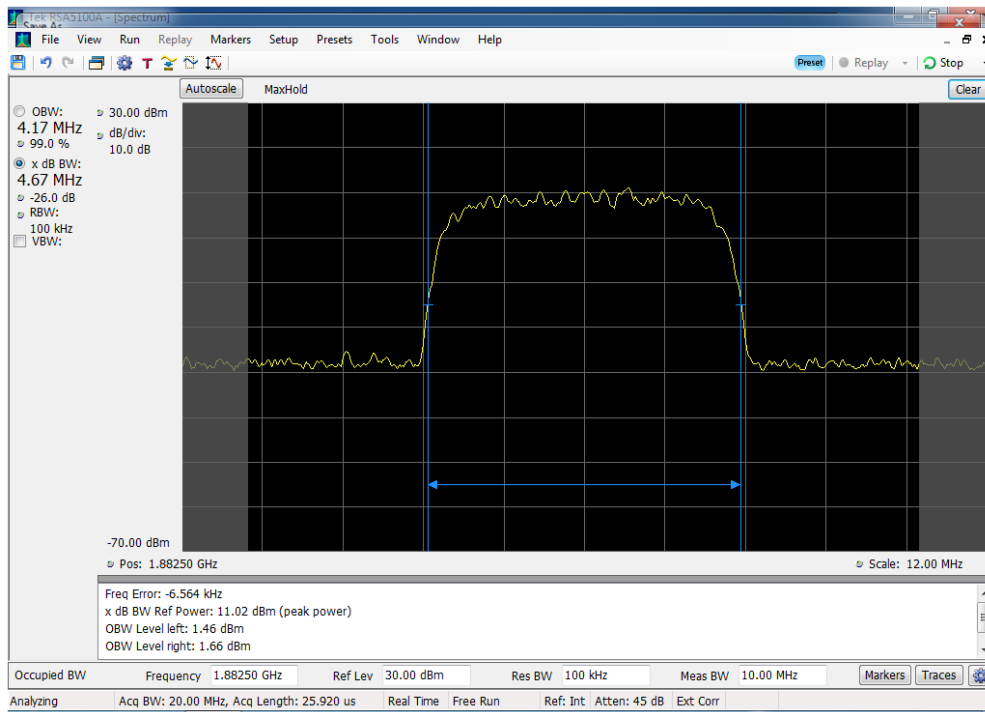 Tek RSA5100A - [Spectrum]
Save As
File View Run Replay Markers Setup Presets Tools Window Help
T Preset Replay Stop
Autoscale MaxHold Clear
OBW:
4.17 MHz
99.0 %
x dB BW:
4.67 MHz
-26.0 dB
RBW:
100 kHz
VBW:
30.00 dBm
dB/div:
10.0 dB
-70.00 dBm
Pos: 1.88250 GHz Scale: 12.00 MHz
Freq Error: -6.564 kHz
x dB BW Ref Power: 11.02 dBm (peak power)
OBW Level left: 1.46 dBm
OBW Level right: 1.66 dBm
Occupied BW Frequency 1.88250 GHz Ref Lev 30.00 dBm Res BW 100 kHz Meas BW 10.00 MHz Markers Traces
Analyzing Acq BW: 20.00 MHz, Acq Length: 25.920 us Real Time Free Run Ref: Int Atten: 45 dB Ext Corr